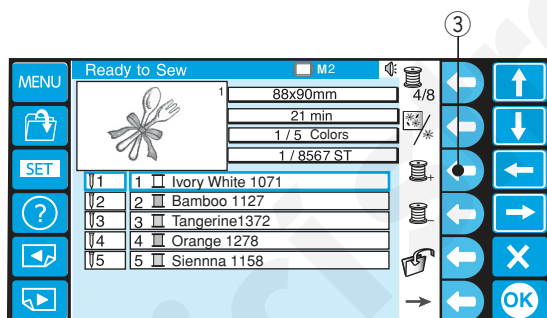 3
MENU
Ready to Sew
M2
4/8
1
88x90mm
21 min
1 / 5 Colors
1 / 8567 ST
SET
1 1 Ivory White 1071
2 2 Bamboo 1127
3 3 Tangerine1372
4 4 Orange 1278
5 5 Siennna 1158
?
X
OK